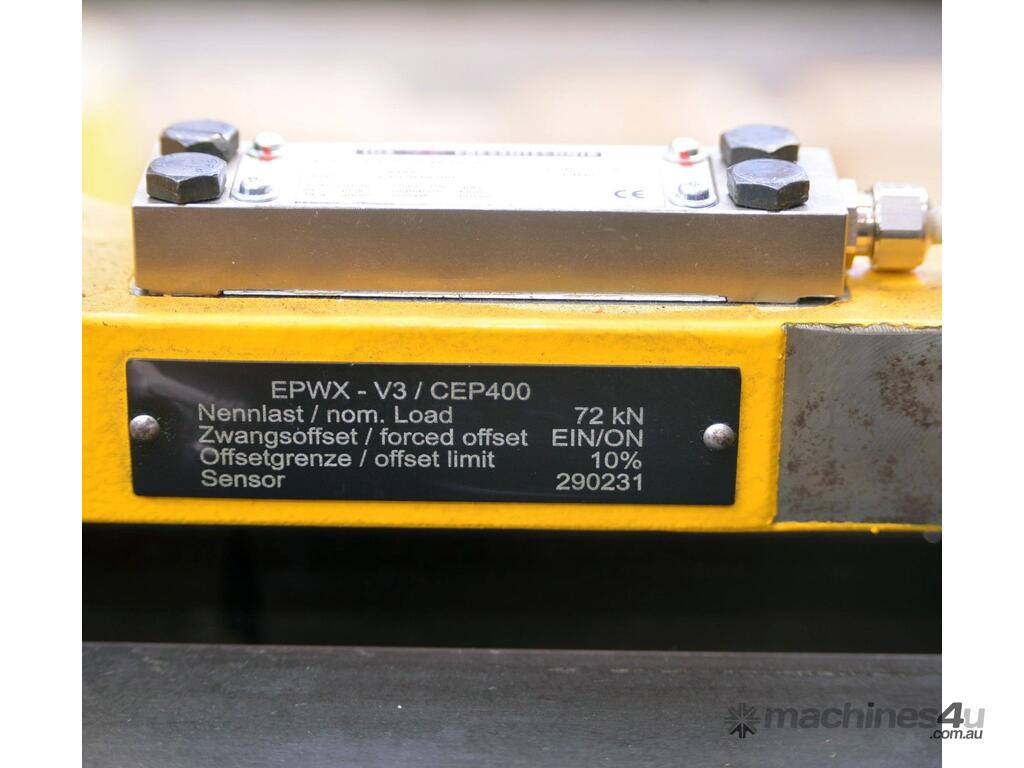 CE
EPWX - V3 / CEP400
Nennlast / nom. Load 72 kN
Zwangsoffset / forced offset EIN/ON
Offsetgrenze / offset limit 10%
Sensor 290231
machines4u
.com.au